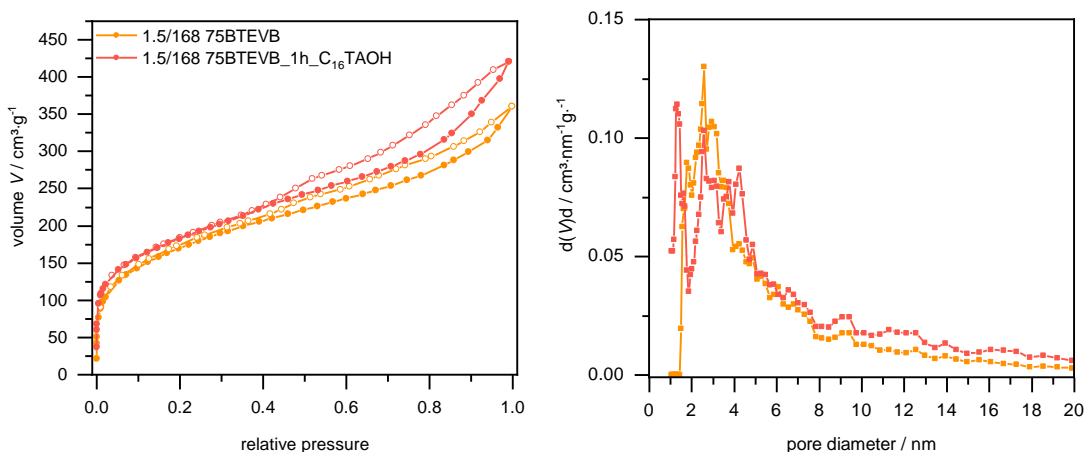 450
400
350
300
250
200
150
100
50
0
volume V / cm³·g⁻¹
1.5/168 75BTEVB
1.5/168 75BTEVB_1h_C₁₆TAOH
0.0 0.2 0.4 0.6 0.8 1.0
relative pressure
0.15
0.10
0.05
0.00
d(V)d / cm³·nm⁻¹g.⁻¹
0 2 4 6 8 10 12 14 16 18 20
pore diameter / nm